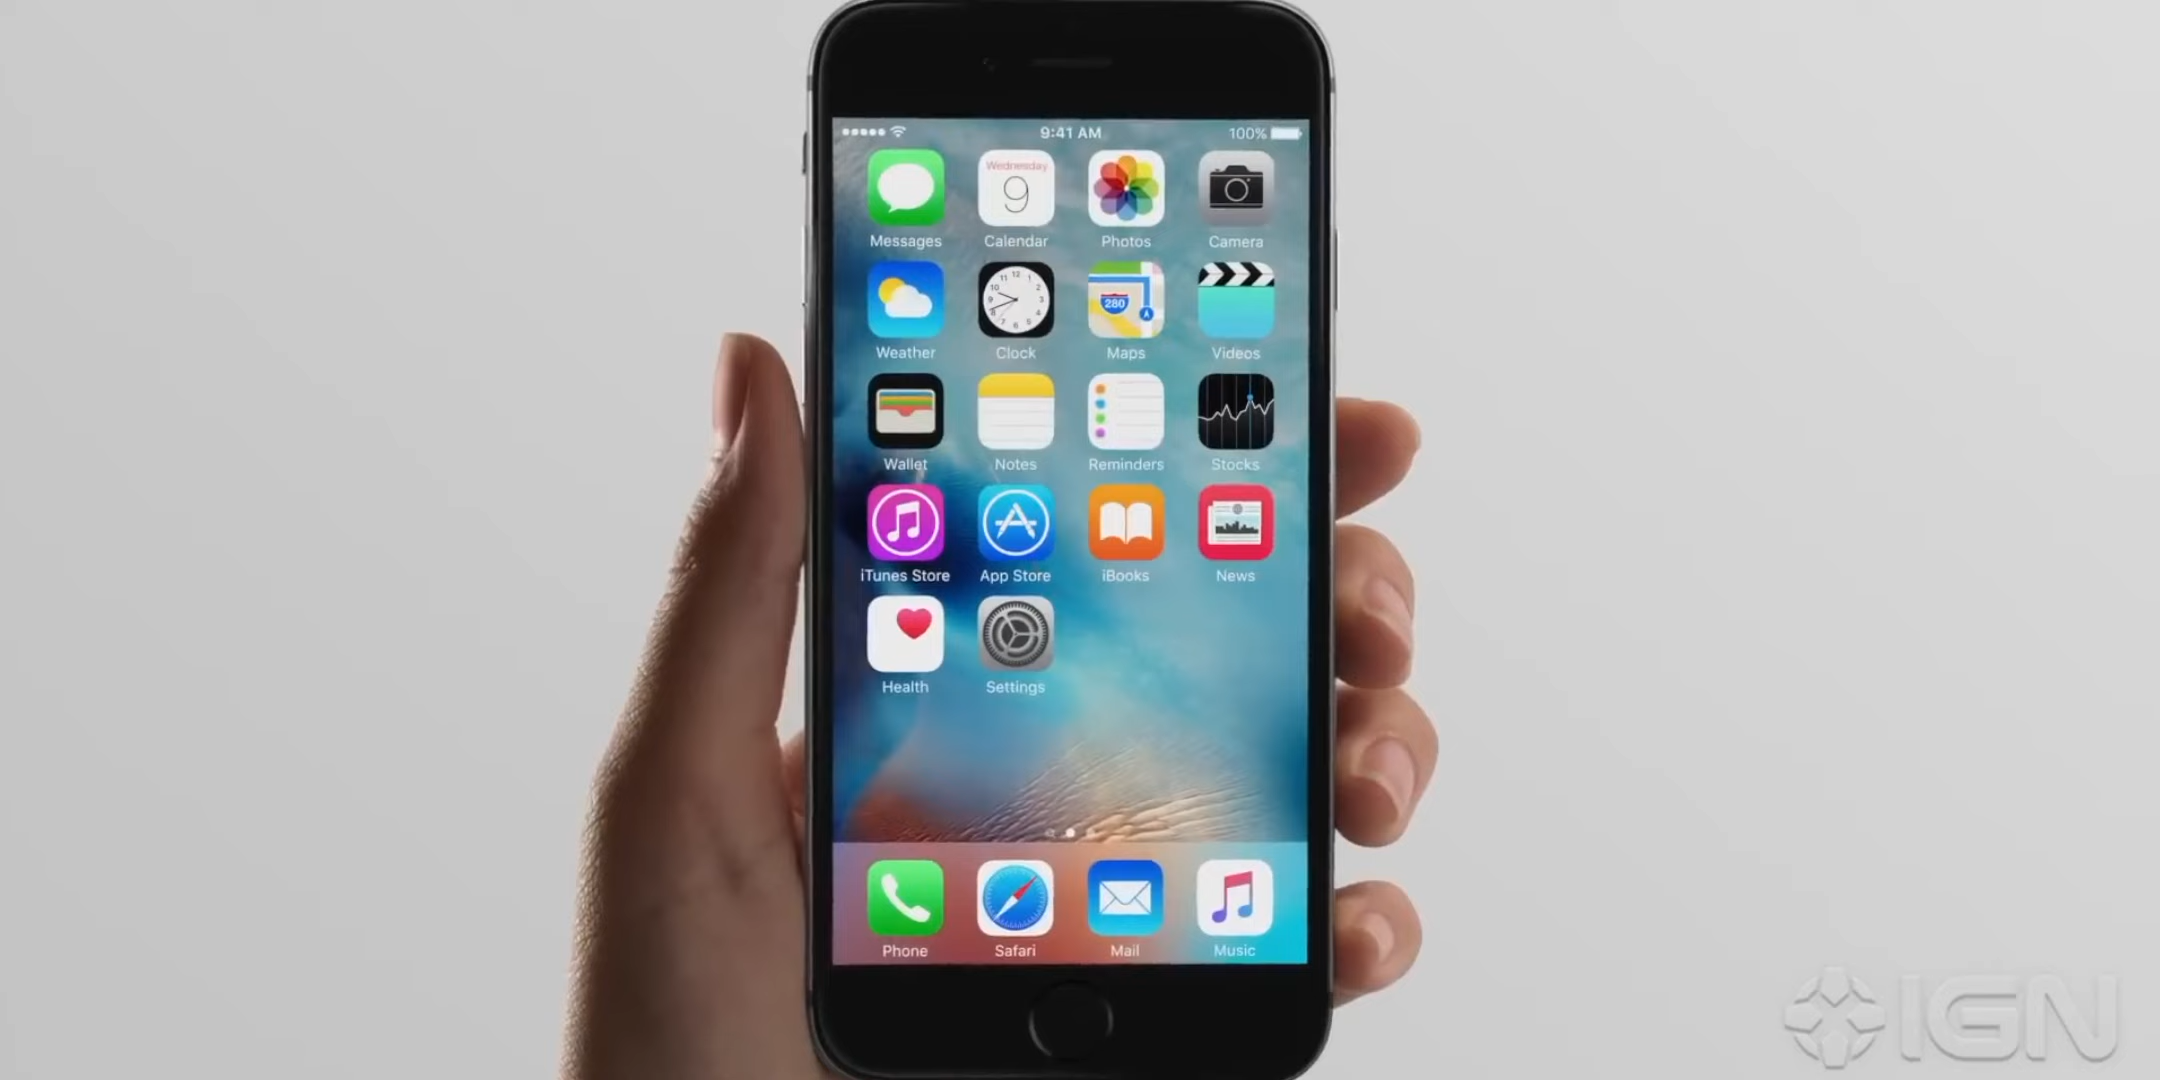 9:41 AM 100%
Wednesday
9
Messages Calendar Photos Camera
280
Weather Clock Maps Videos
Wallet Notes Reminders Stocks
iTunes Store App Store iBooks News
Health Settings
Phone Safari Mail Music
IGN